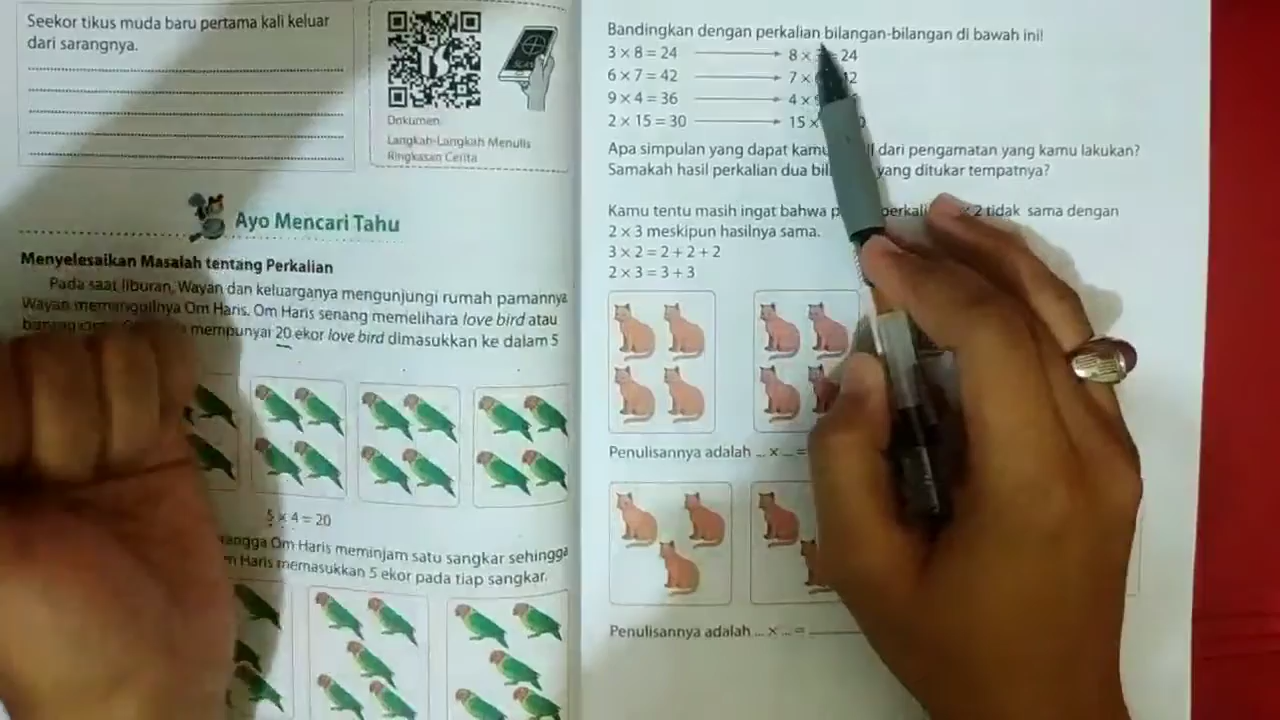 Seekor tikus muda baru pertama kali keluar
dari sarangnya.
Dokumen
Langkah-Langkah Menulis
Ringkasan Cerita
Ayo Mencari Tahu
Menyelesaikan Masalah tentang Perkalian
Pada saat liburan, Wayan dan keluarganya mengunjungi rumah pamannya
Wayan memanggilnya Om Haris. Om Haris senang memelihara love bird atau
mempunyai 20 ekor love bird dimasukkan ke dalam 5
5 × 4 = 20
Om Haris meminjam satu sangkar sehingga
Haris memasukkan 5 ekor pada tiap sangkar.
Bandingkan dengan perkalian bilangan-bilangan di bawah ini!
3 × 8 = 24 → 8 × 24
6 × 7 = 42 → 7 ×
9 × 4 = 36 → 4 ×
2 × 15 = 30 → 15 ×
Apa simpulan yang dapat kamu dari pengamatan yang kamu lakukan?
Samakah hasil perkalian dua yang ditukar tempatnya?
Kamu tentu masih ingat bahwa × 2 tidak sama dengan
2 × 3 meskipun hasilnya sama.
3 × 2 = 2 + 2 + 2
2 × 3 = 3 + 3
Penulisannya adalah ... × ... =
Penulisannya adalah ... × ... =